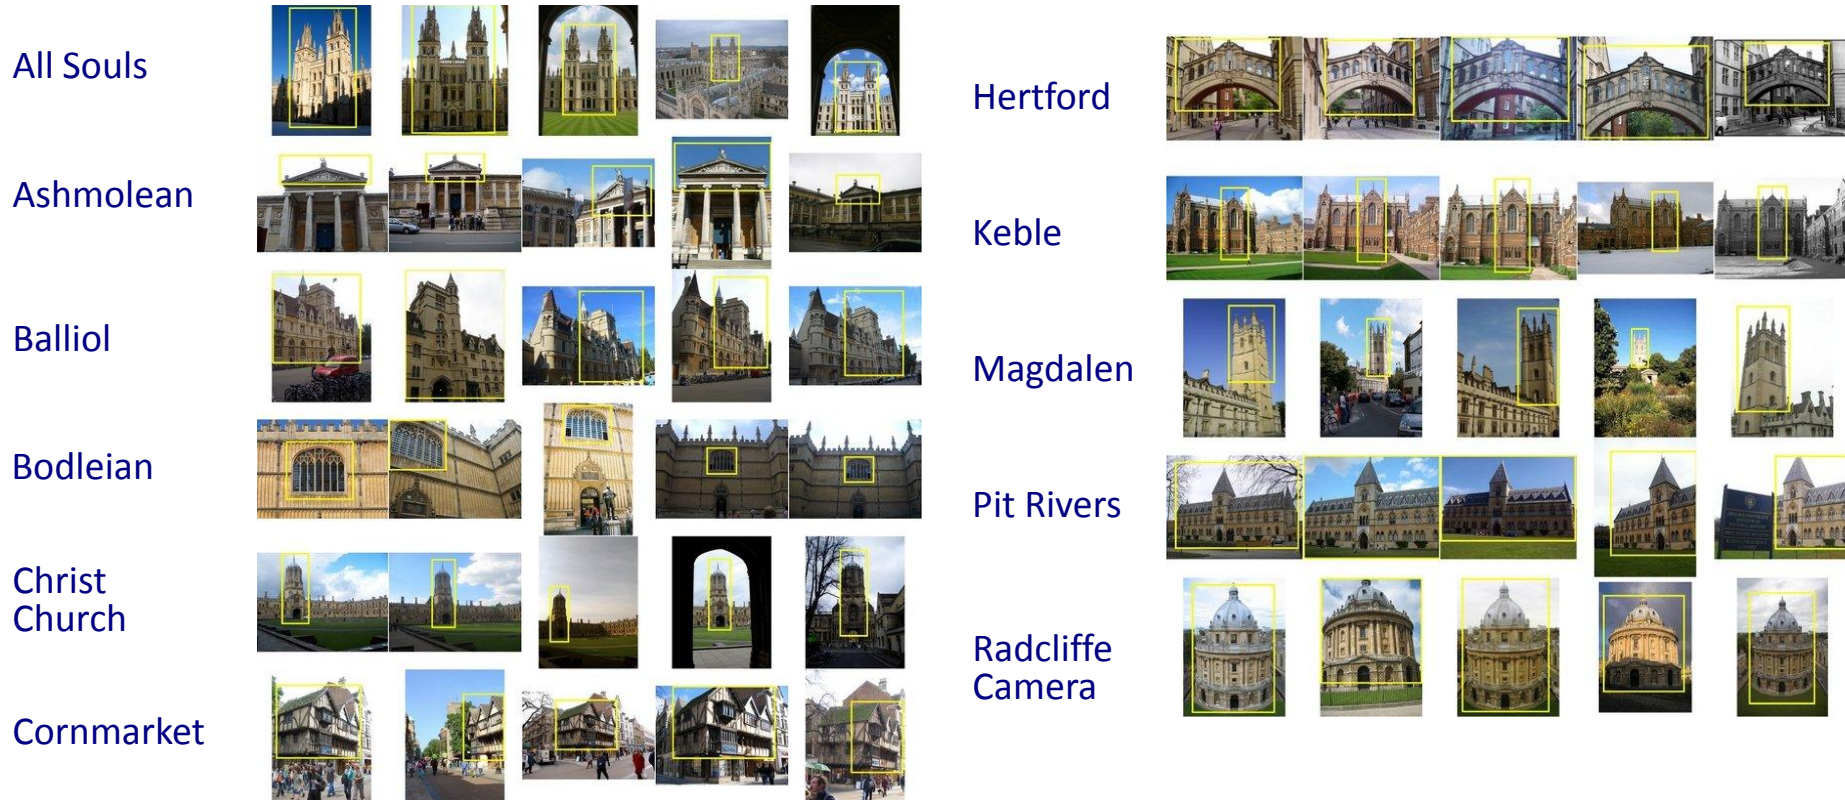 All Souls
Ashmolean
Balliol
Bodleian
Christ
Church
Cornmarket
Hertford
Keble
Magdalen
Pit Rivers
Radcliffe
Camera